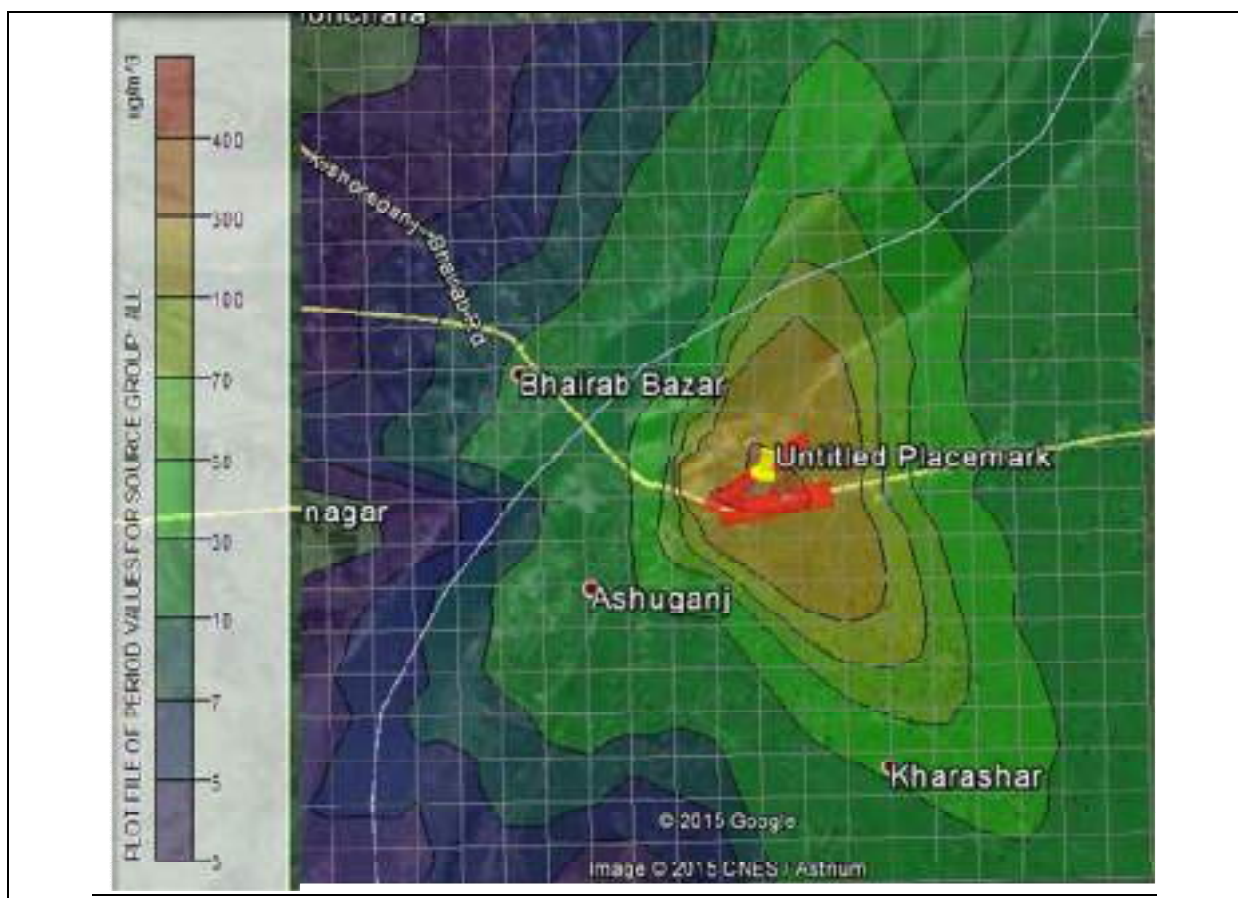 ug/m^3
400
300
100
70
50
30
10
7
5
3
PLOT FILE OF PERIOD VALUES FOR SOURCE GROUP: ALL
Bhairab Bazar
Untitled Placemark
nagar
Ashuganj
Kharashar
© 2015 Google
Image © 2015 CNES / Astrium